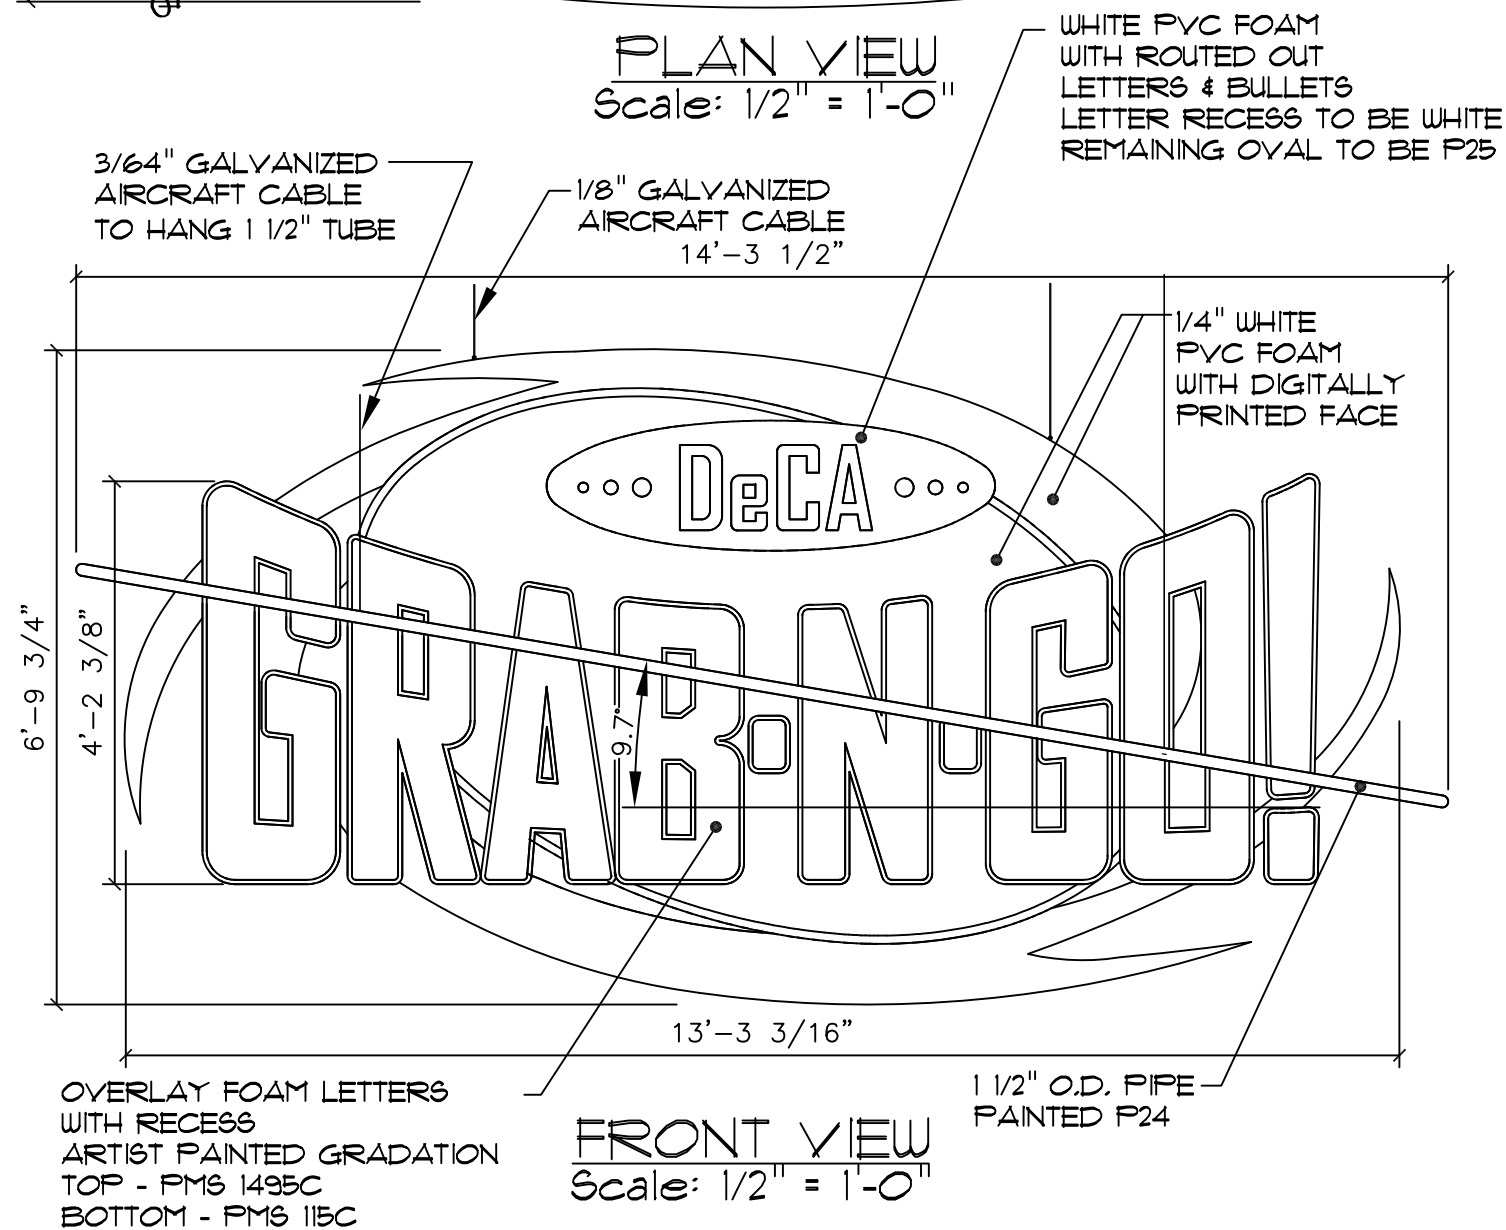 PLAN VIEW
Scale: 1/2" = 1'-0"
WHITE PVC FOAM
WITH ROUTED OUT
LETTERS & BULLETS
LETTER RECESS TO BE WHITE
REMAINING OVAL TO BE P25
3/64" GALVANIZED
AIRCRAFT CABLE
TO HANG 1 1/2" TUBE
1/8" GALVANIZED
AIRCRAFT CABLE
14'-3 1/2"
1/4" WHITE
PVC FOAM
WITH DIGITALLY
PRINTED FACE
DeCA
GRAB-N-GO!
6'-9 3/4"
4'-2 3/8"
9.7°
13'-3 3/16"
OVERLAY FOAM LETTERS
WITH RECESS
ARTIST PAINTED GRADATION
TOP - PMS 1495C
BOTTOM - PMS 115C
1 1/2" O.D. PIPE
PAINTED P24
FRONT VIEW
Scale: 1/2" = 1'-0"